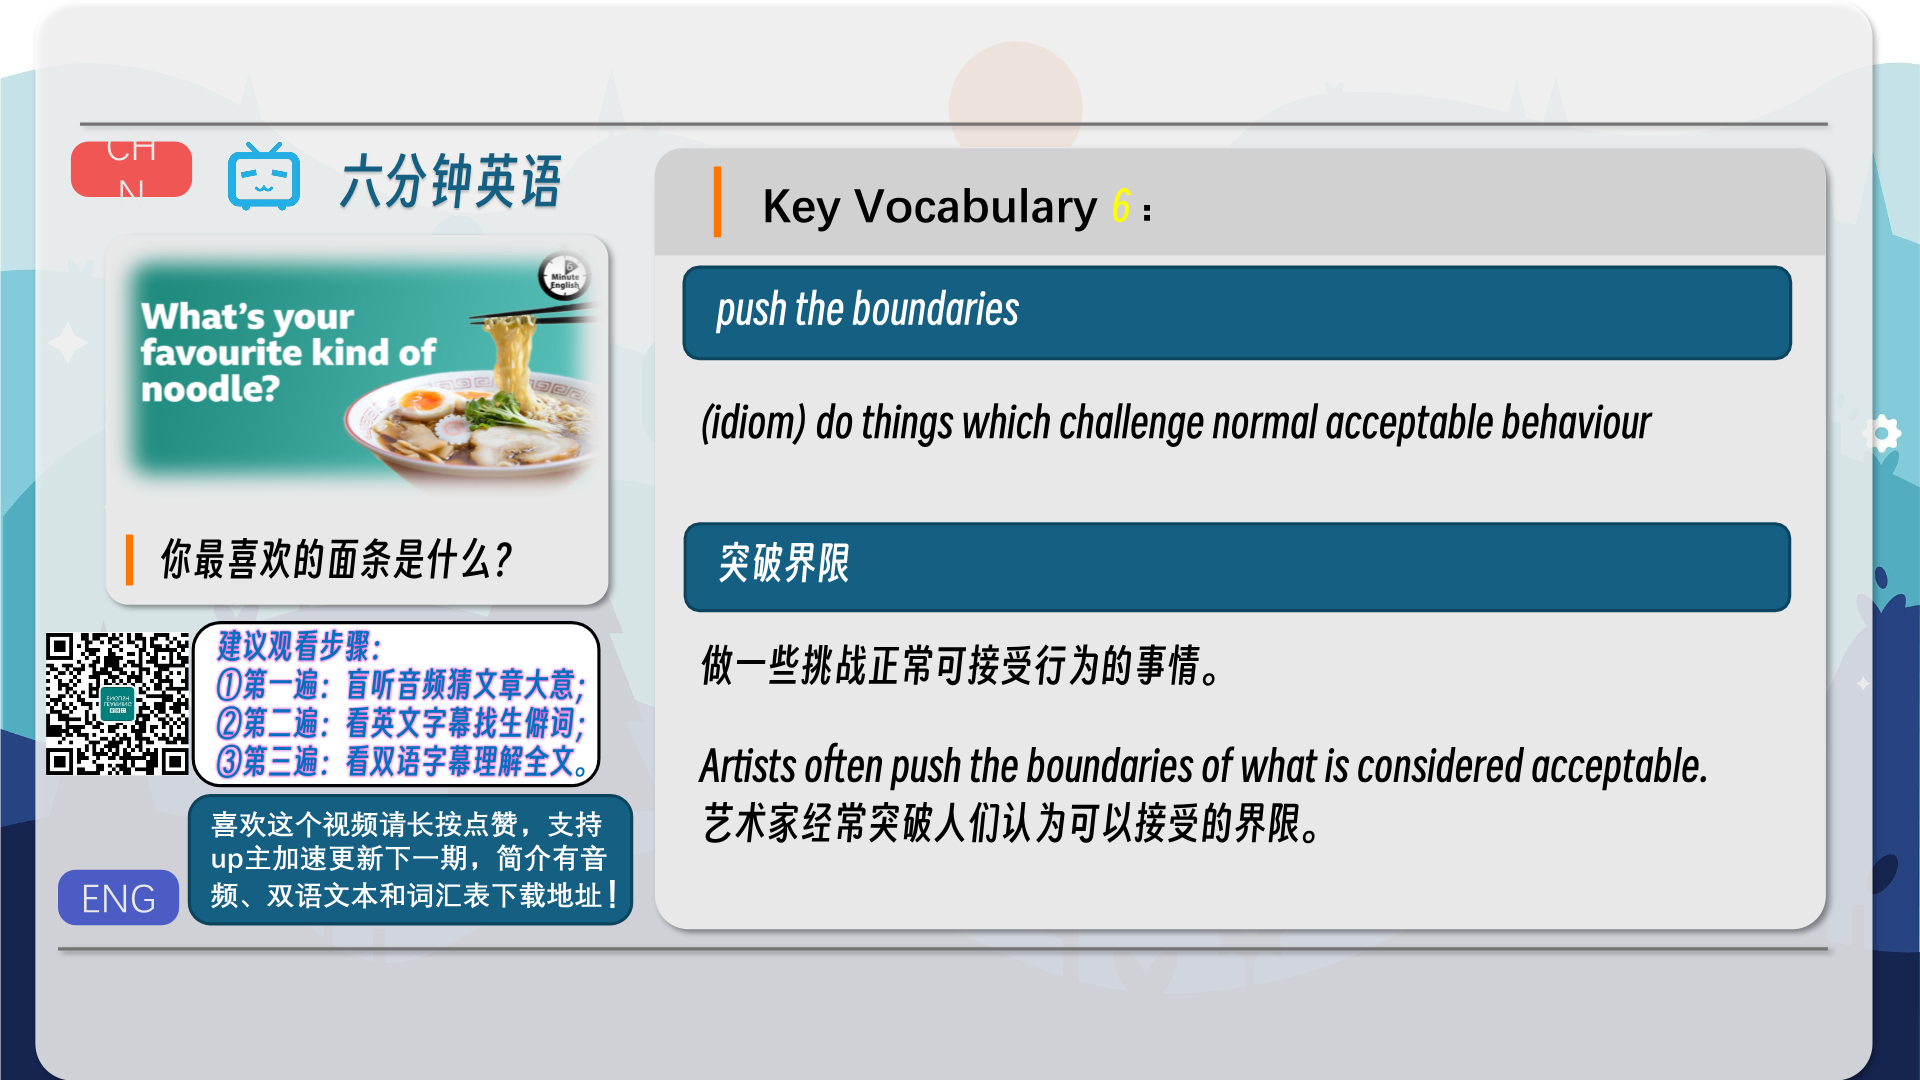 CH
N
六分钟英语
6
Minute
English
What's your
favourite kind of
noodle?
你最喜欢的面条是什么?
建议观看步骤:
①第一遍:盲听音频猜文章大意;
②第二遍:看英文字幕找生僻词;
③第三遍:看双语字幕理解全文。
喜欢这个视频请长按点赞,支持
up主加速更新下一期,简介有音
频、双语文本和词汇表下载地址!
ENG
Key Vocabulary 6:
push the boundaries
(idiom) do things which challenge normal acceptable behaviour
突破界限
做一些挑战正常可接受行为的事情。
Artists often push the boundaries of what is considered acceptable.
艺术家经常突破人们认为可以接受的界限。